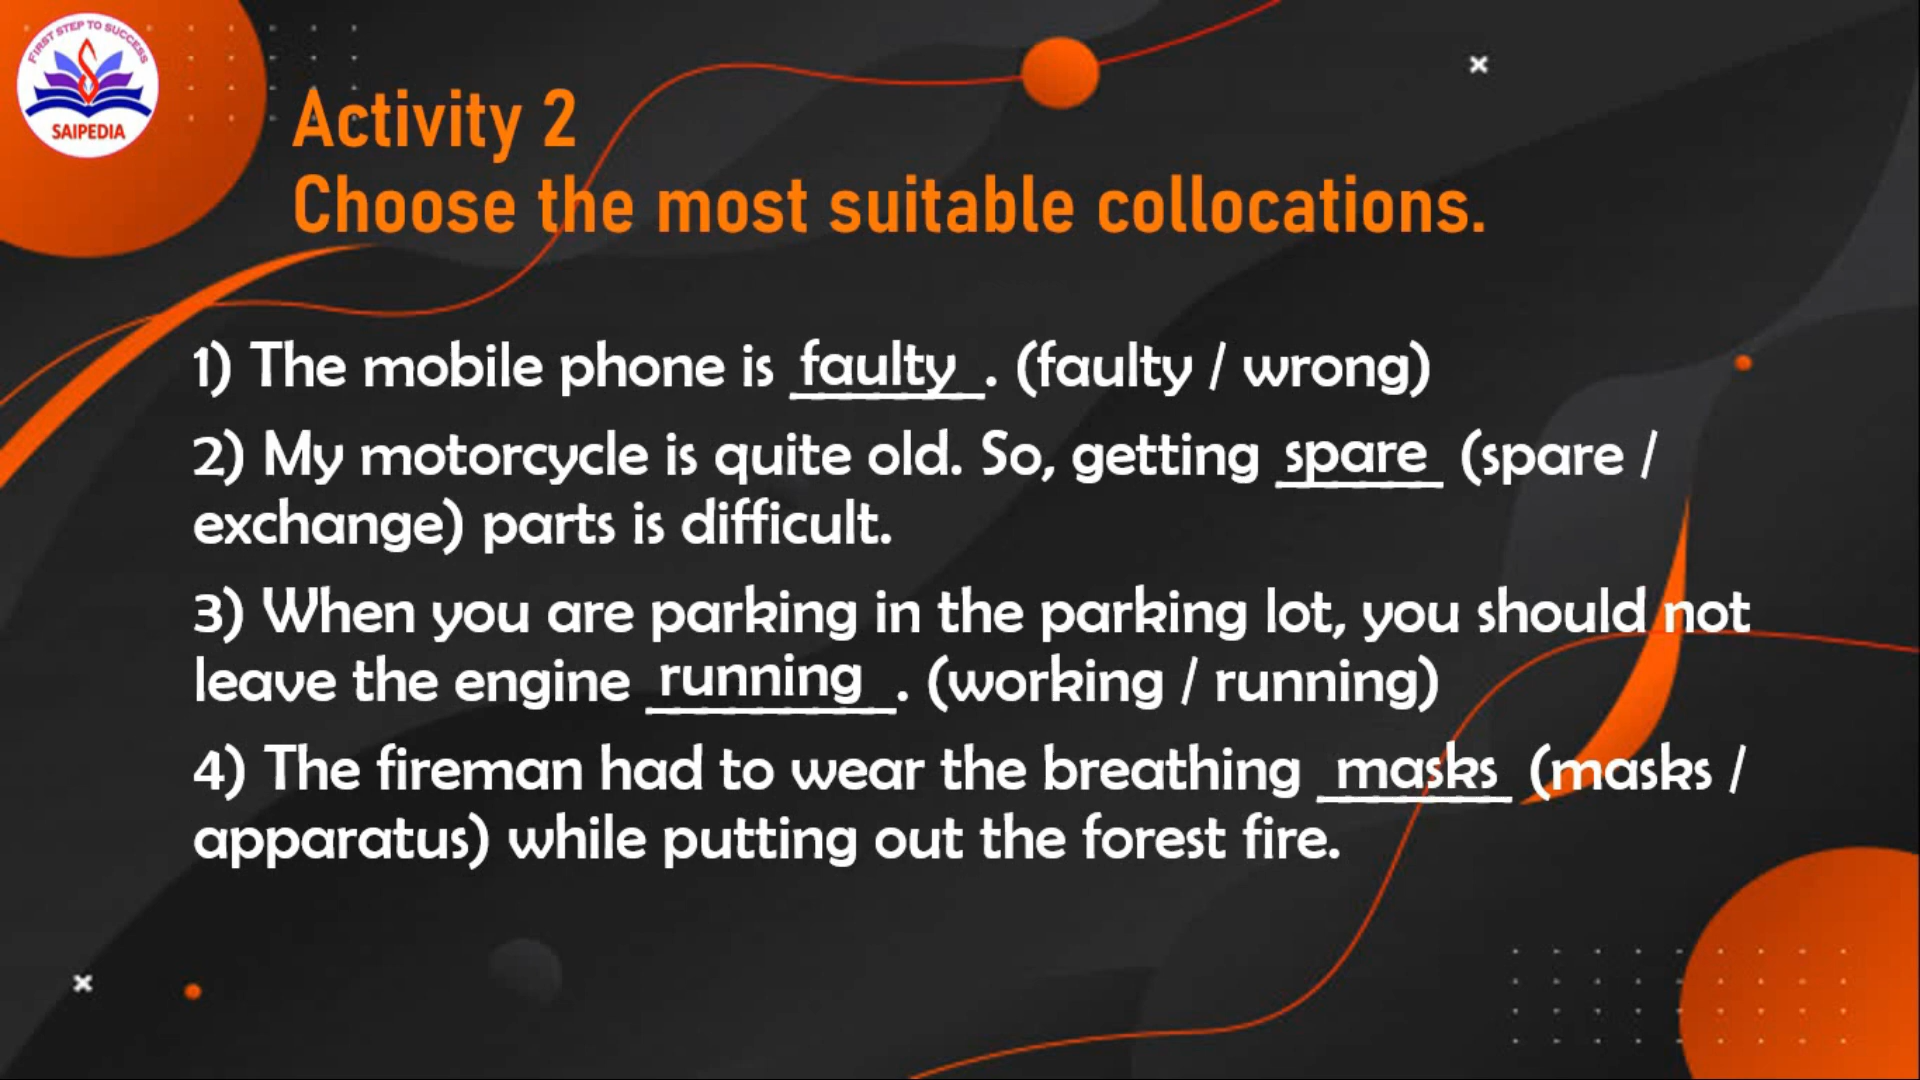 FIRST STEP TO SUCCESS
SAIPEDIA
Activity 2
Choose the most suitable collocations.
1) The mobile phone is faulty . (faulty / wrong)
2) My motorcycle is quite old. So, getting spare (spare /
exchange) parts is difficult.
3) When you are parking in the parking lot, you should not
leave the engine running . (working / running)
4) The fireman had to wear the breathing masks (masks /
apparatus) while putting out the forest fire.